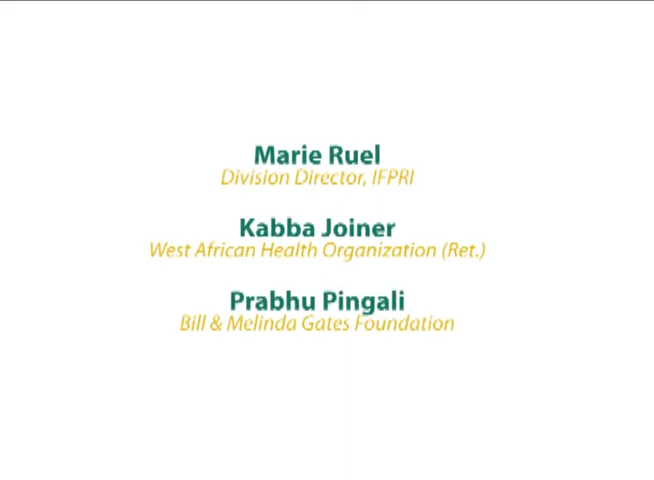 Marie Ruel
Division Director, IFPRI
Kabba Joiner
West African Health Organization (Ret.)
Prabhu Pingali
Bill & Melinda Gates Foundation